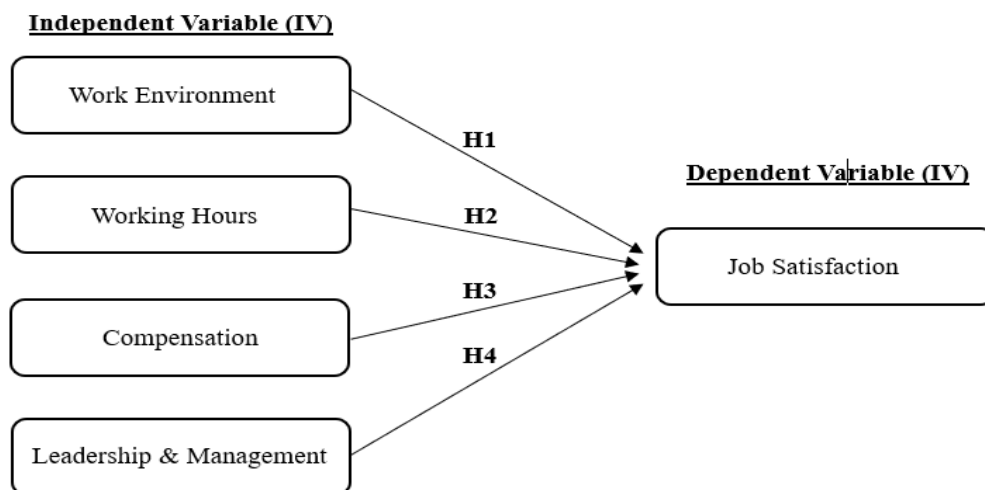 Independent Variable (IV)
Work Environment
H1
Dependent Variable (IV)
Working Hours
H2
Job Satisfaction
H3
Compensation
H4
Leadership & Management